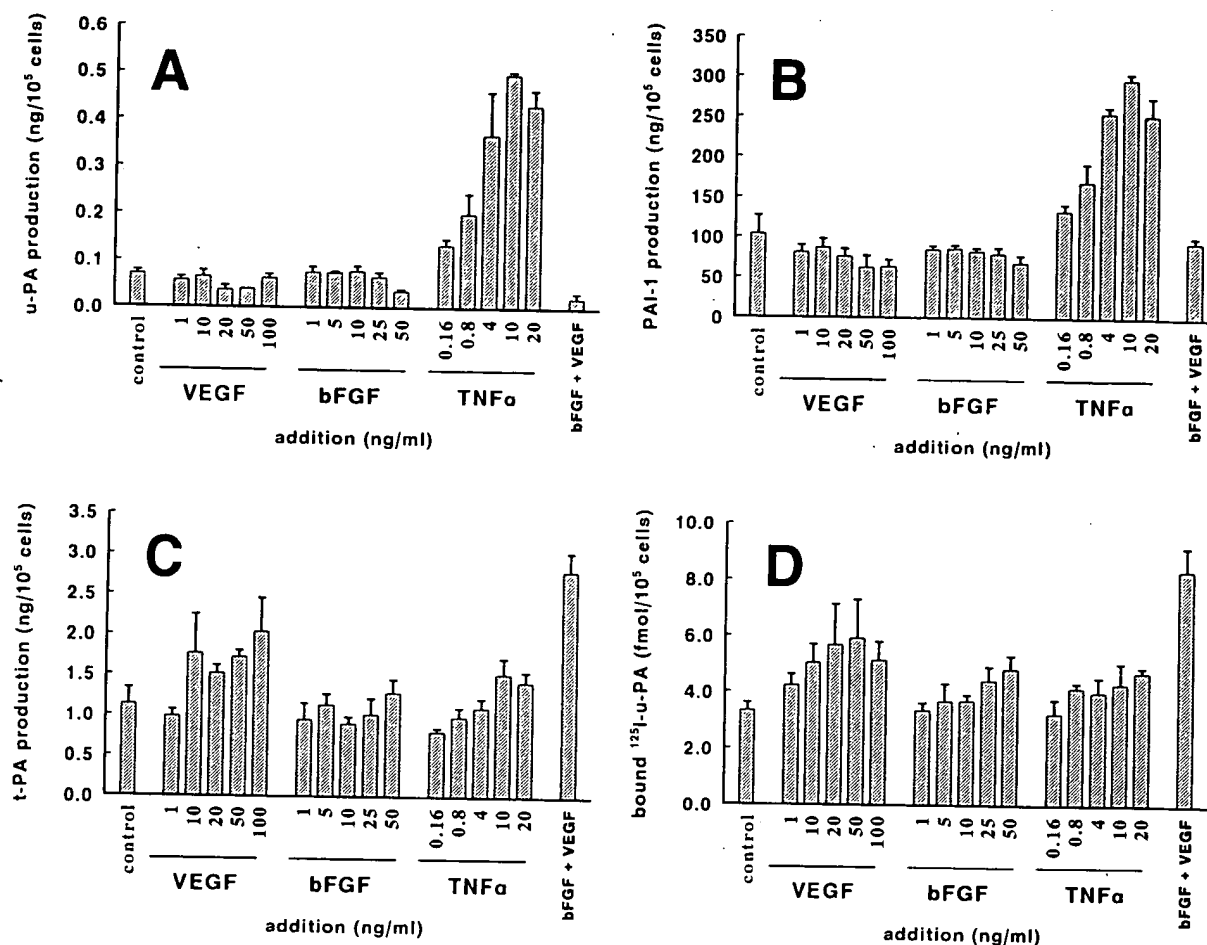 A
u-PA production (ng/10⁵ cells)
0.6
0.5
0.4
0.3
0.2
0.1
0.0
control
1 10 20 50 100
1 5 10 25 50
0.16 0.8 4 10 20
bFGF + VEGF
VEGF bFGF TNFα
addition (ng/ml)
B
PAI-1 production (ng/10⁵ cells)
350
300
250
200
150
100
50
0
control
1 10 20 50 100
1 5 10 25 50
0.16 0.8 4 10 20
bFGF + VEGF
VEGF bFGF TNFα
addition (ng/ml)
C
t-PA production (ng/10⁵ cells)
3.5
3.0
2.5
2.0
1.5
1.0
0.5
0.0
control
1 10 20 50 100
1 5 10 25 50
0.16 0.8 4 10 20
bFGF + VEGF
VEGF bFGF TNFα
addition (ng/ml)
D
bound ¹²⁵I-u-PA (fmol/10⁵ cells)
10.0
8.0
6.0
4.0
2.0
0.0
control
1 10 20 50 100
1 5 10 25 50
0.16 0.8 4 10 20
bFGF + VEGF
VEGF bFGF TNFα
addition (ng/ml)